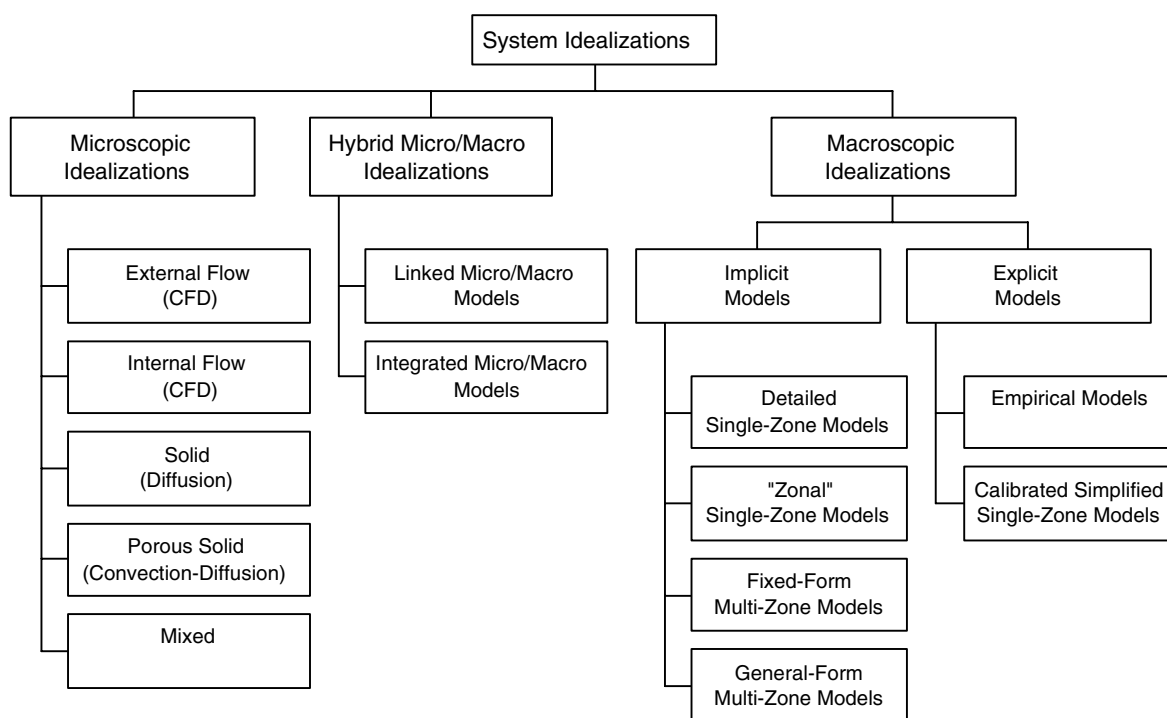 System Idealizations
Microscopic
Idealizations
Hybrid Micro/Macro
Idealizations
Macroscopic
Idealizations
External Flow
(CFD)
Internal Flow
(CFD)
Solid
(Diffusion)
Porous Solid
(Convection-Diffusion)
Mixed
Linked Micro/Macro
Models
Integrated Micro/Macro
Models
Implicit
Models
Explicit
Models
Detailed
Single-Zone Models
"Zonal"
Single-Zone Models
Fixed-Form
Multi-Zone Models
General-Form
Multi-Zone Models
Empirical Models
Calibrated Simplified
Single-Zone Models